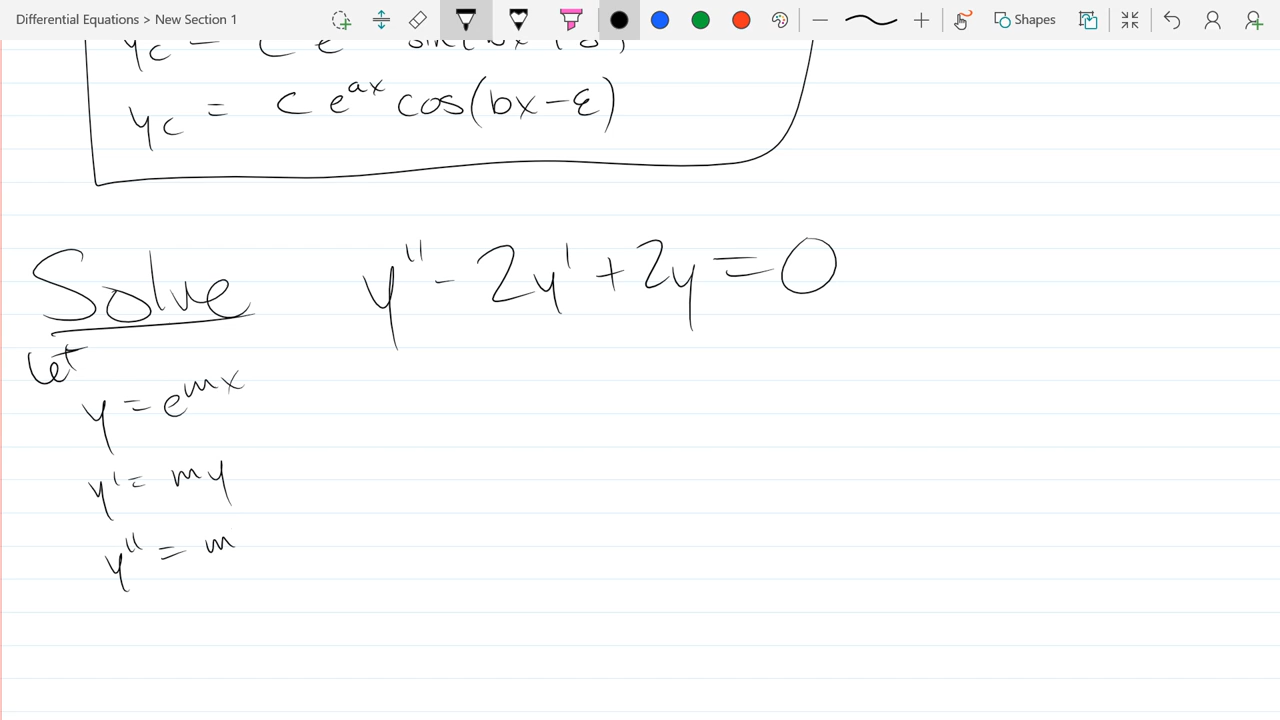 Differential Equations > New Section 1
Shapes
y_c = C e^{ax} cos(bx-ε)
Solve y'' - 2y' + 2y = 0
Let
y = e^{mx}
y' = my
y'' = m